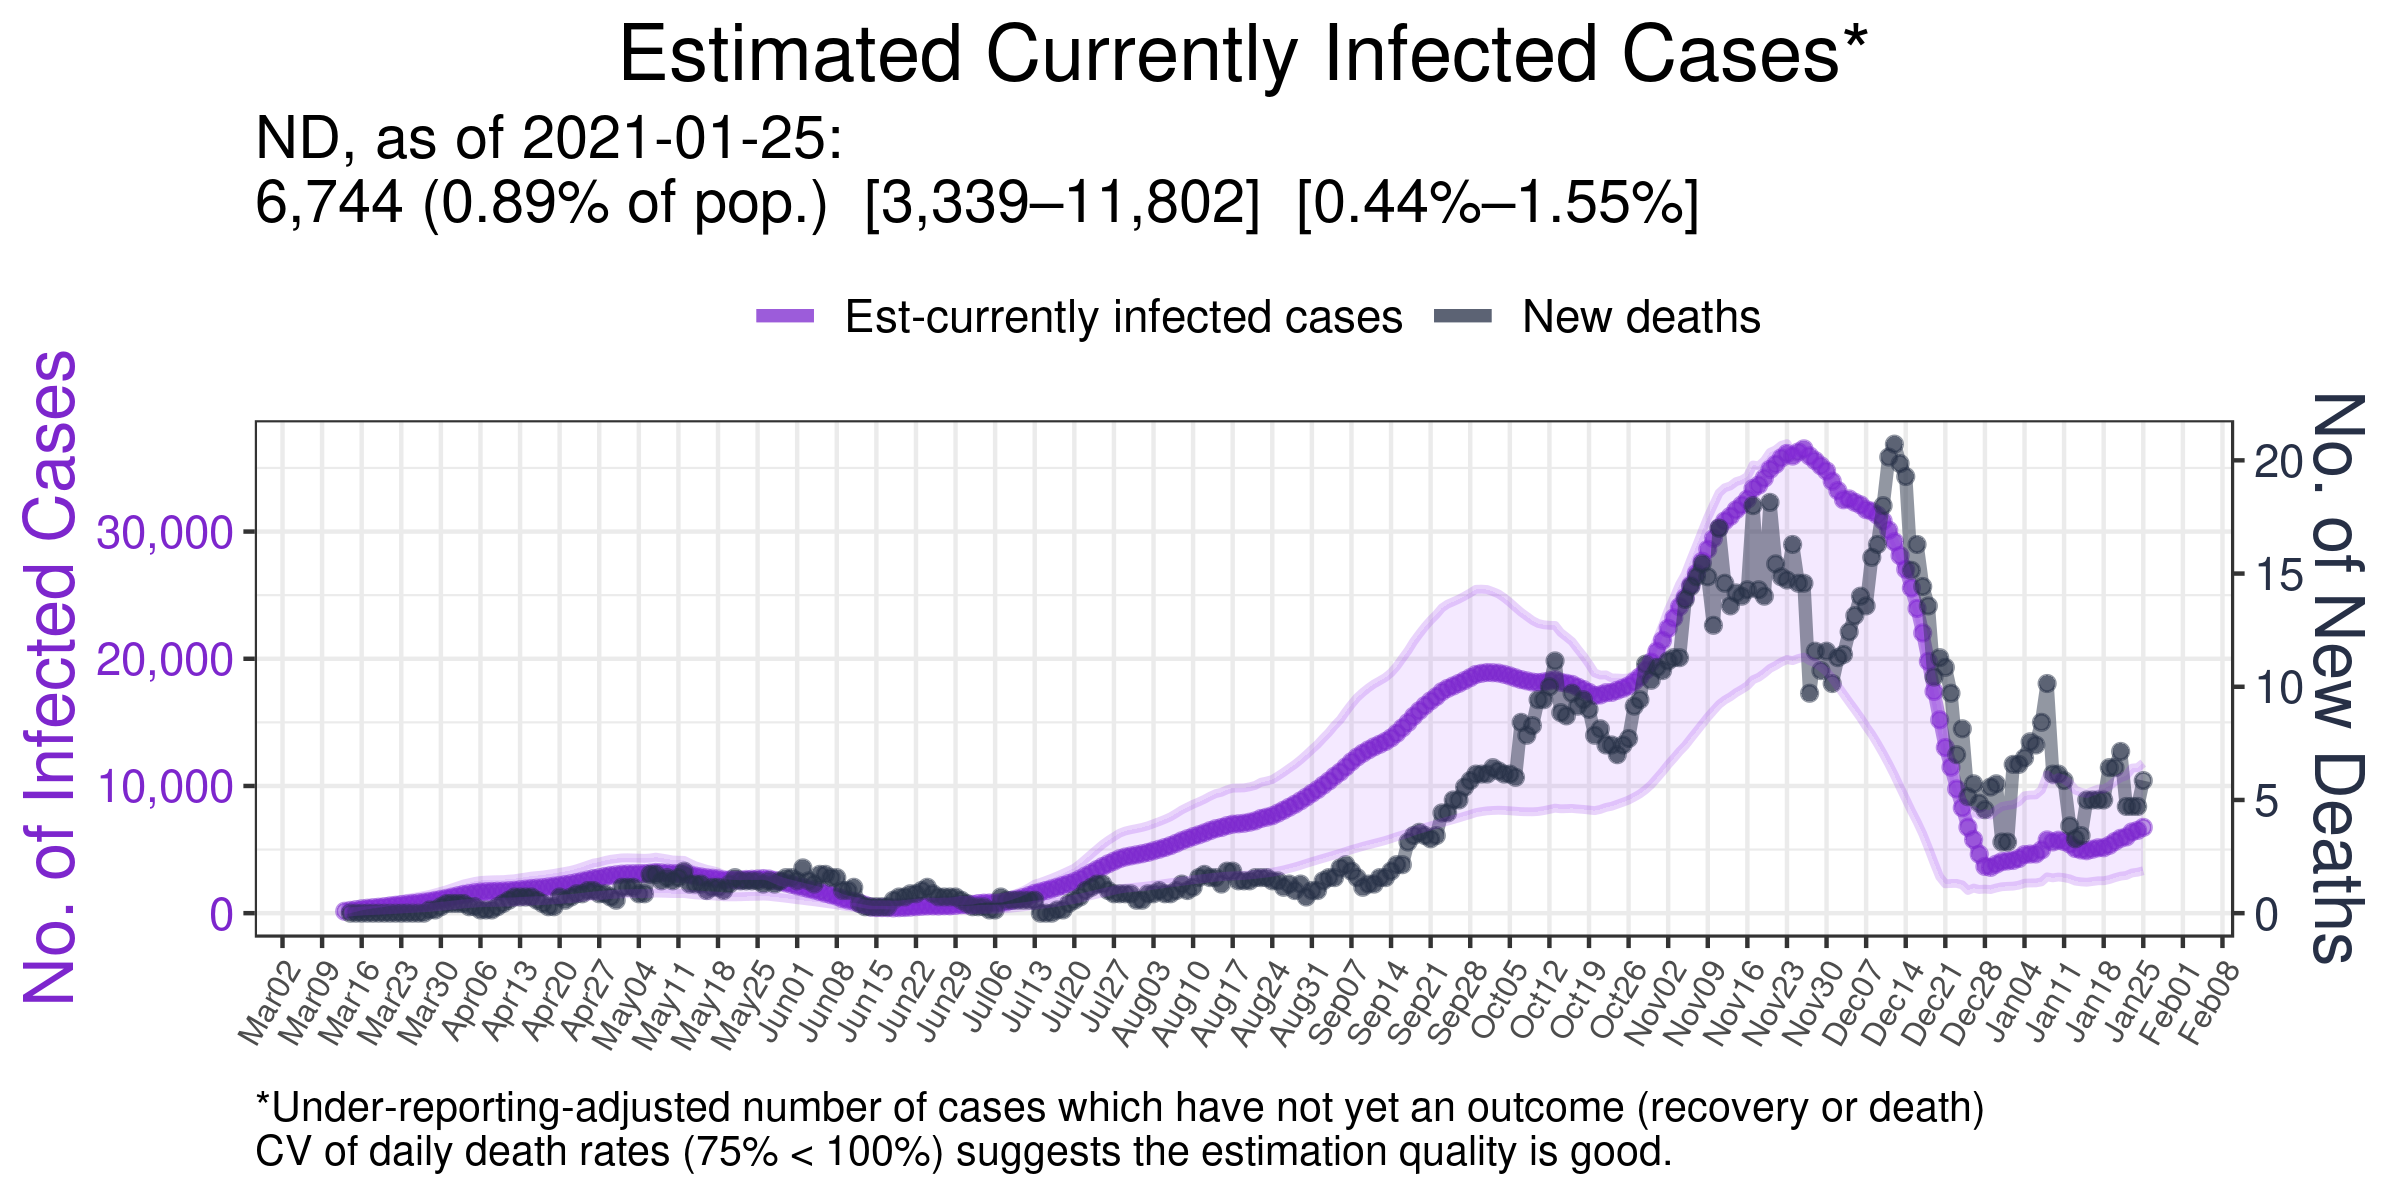 Estimated Currently Infected Cases*
ND, as of 2021-01-25:
6,744 (0.89% of pop.)  [3,339–11,802]  [0.44%–1.55%]
Est-currently infected cases
New deaths
No. of Infected Cases
30,000
20,000
10,000
0
20
15
10
5
0
No. of New Deaths
Mar02
Mar09
Mar16
Mar23
Mar30
Apr06
Apr13
Apr20
Apr27
May04
May11
May18
May25
Jun01
Jun08
Jun15
Jun22
Jun29
Jul06
Jul13
Jul20
Jul27
Aug03
Aug10
Aug17
Aug24
Aug31
Sep07
Sep14
Sep21
Sep28
Oct05
Oct12
Oct19
Oct26
Nov02
Nov09
Nov16
Nov23
Nov30
Dec07
Dec14
Dec21
Dec28
Jan04
Jan11
Jan18
Jan25
Feb01
Feb08
*Under-reporting-adjusted number of cases which have not yet an outcome (recovery or death)
CV of daily death rates (75% < 100%) suggests the estimation quality is good.